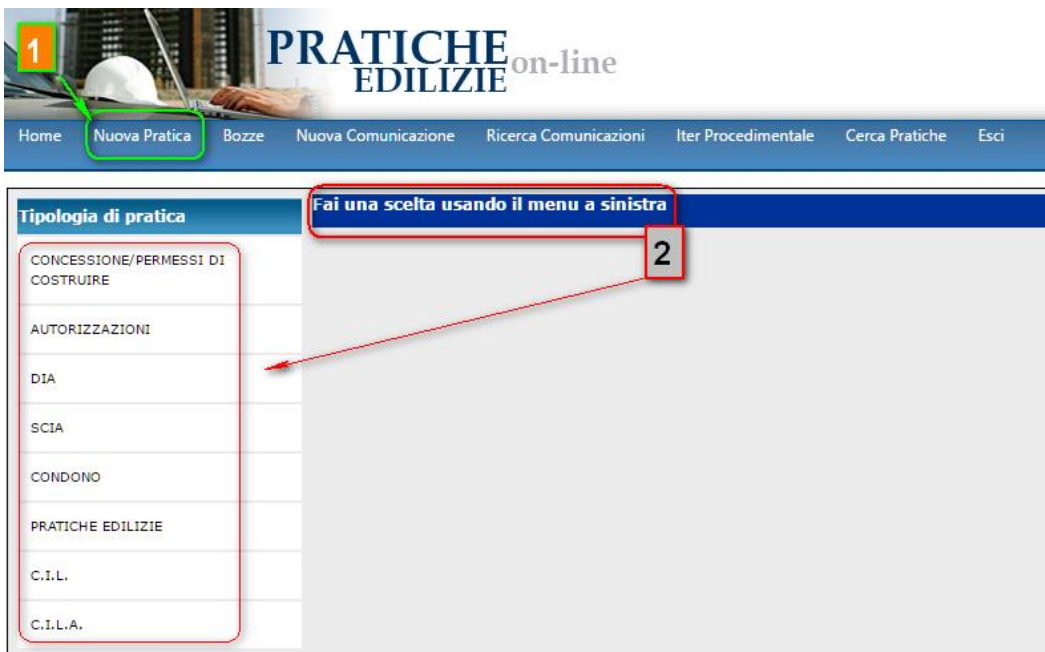 1
PRATICHE
EDILIZIE on-line
Home Nuova Pratica Bozze Nuova Comunicazione Ricerca Comunicazioni Iter Procedimentale Cerca Pratiche Esci
Tipologia di pratica
Fai una scelta usando il menu a sinistra
2
CONCESSIONE/PERMESSI DI
COSTRUIRE
AUTORIZZAZIONI
DIA
SCIA
CONDONO
PRATICHE EDILIZIE
C.I.L.
C.I.L.A.